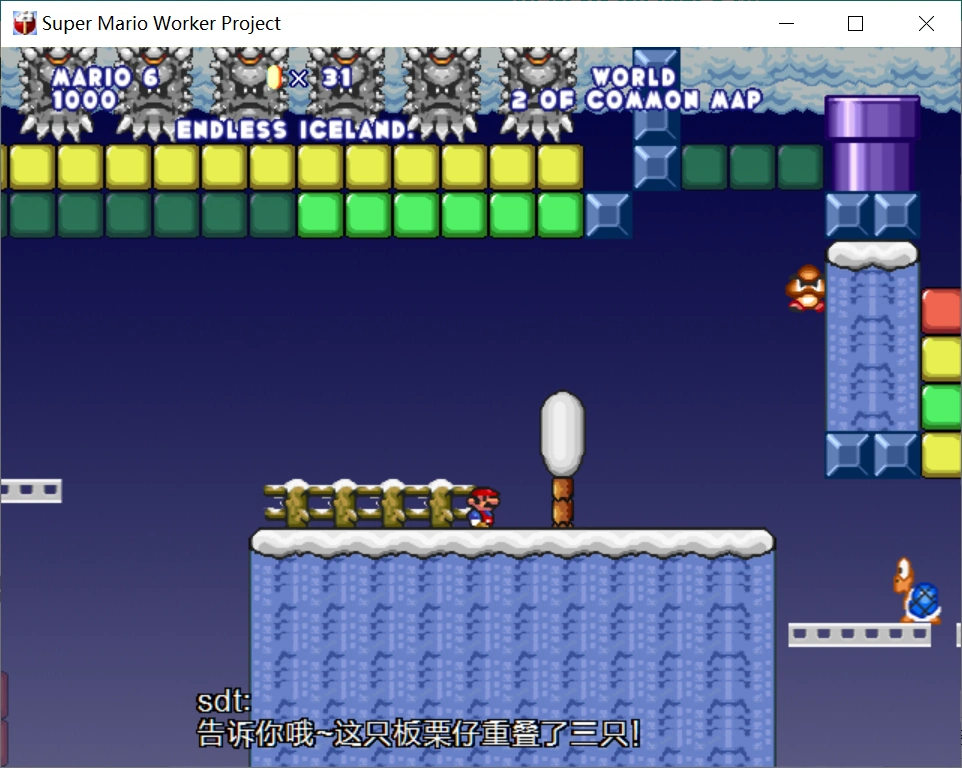 Super Mario Worker Project
MARIO 6 × 31 WORLD
1000 2 OF COMMON MAP
ENDLESS ICELAND.
sdt:
告诉你哦~这只板栗仔重叠了三只!